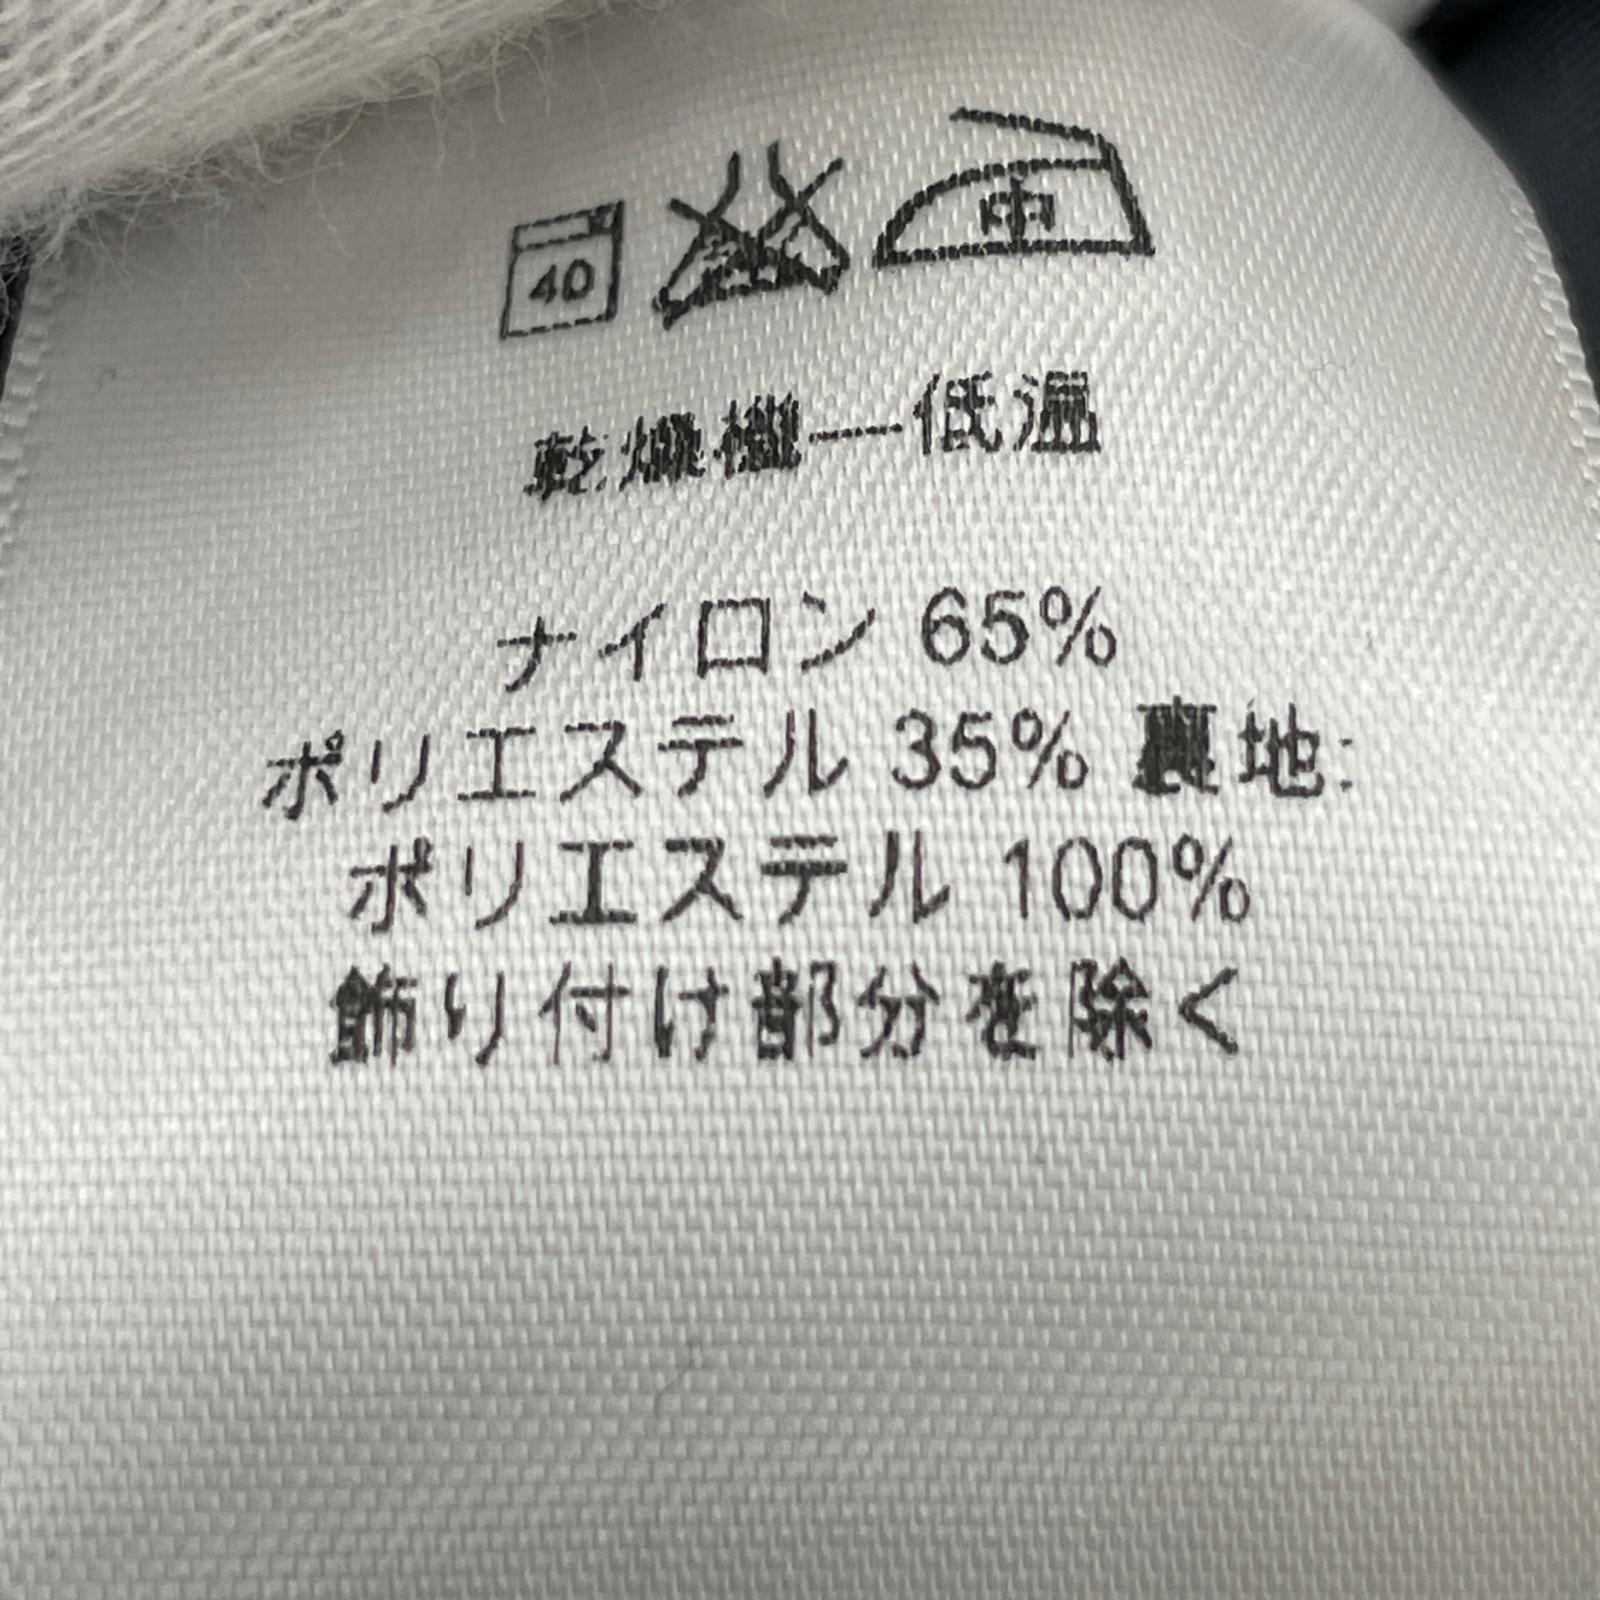 40 中
乾燥機—低温
ナイロン 65%
ポリエステル 35% 裏地:
ポリエステル 100%
飾り付け部分を除く